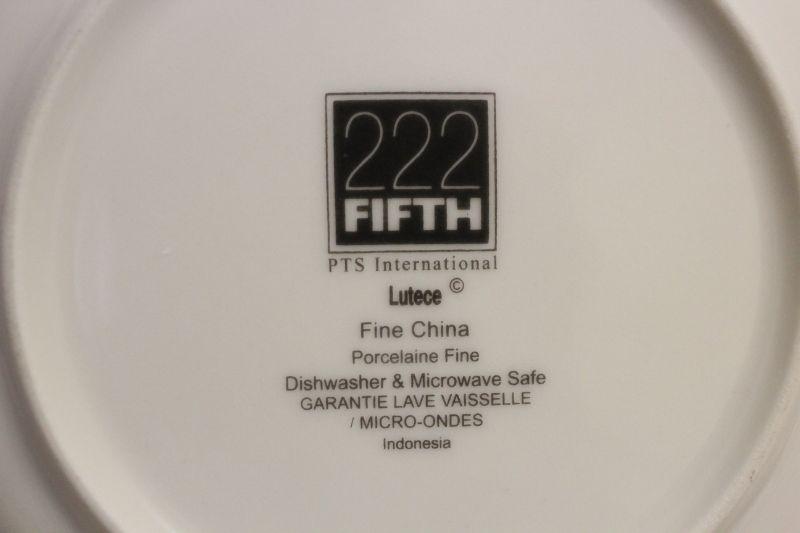 222
FIFTH
PTS International
Lutece ©
Fine China
Porcelaine Fine
Dishwasher & Microwave Safe
GARANTIE LAVE VAISSELLE
/ MICRO-ONDES
Indonesia